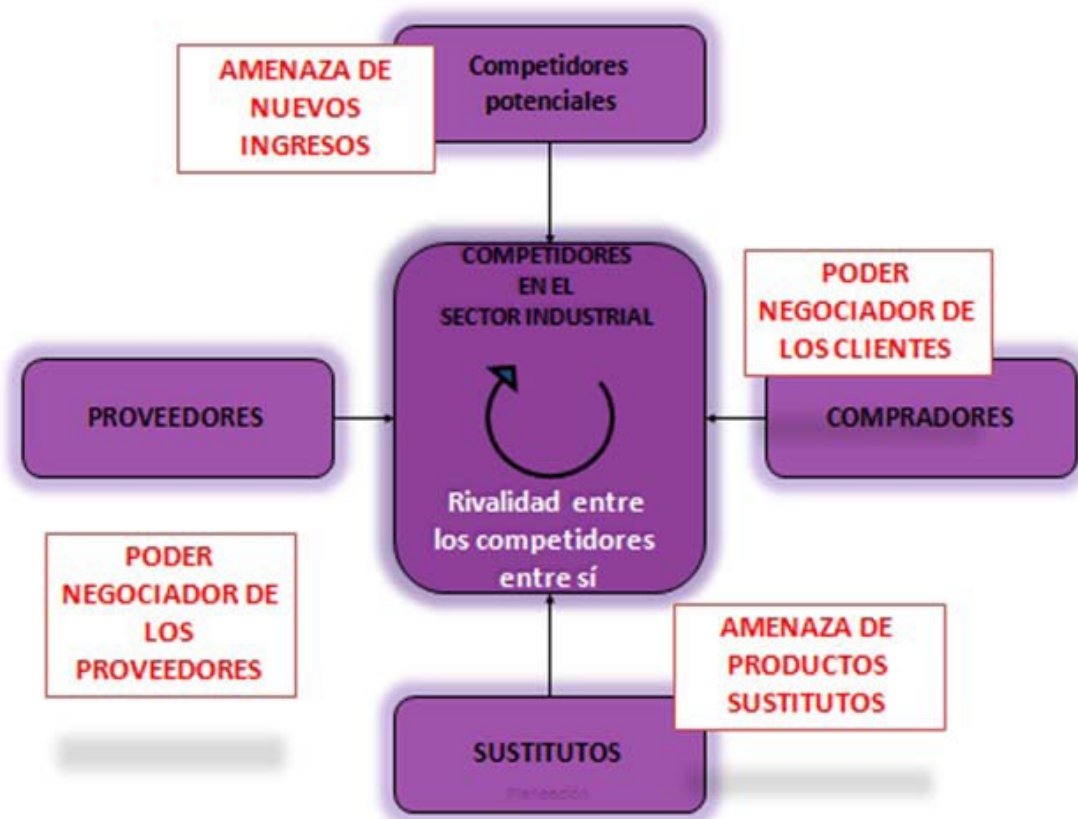 AMENAZA DE
NUEVOS
INGRESOS
Competidores
potenciales
COMPETIDORES
EN EL
SECTOR INDUSTRIAL
PODER
NEGOCIADOR DE
LOS CLIENTES
PROVEEDORES
COMPRADORES
Rivalidad entre
los competidores
entre sí
PODER
NEGOCIADOR DE
LOS
PROVEEDORES
AMENAZA DE
PRODUCTOS
SUSTITUTOS
SUSTITUTOS
Planeación